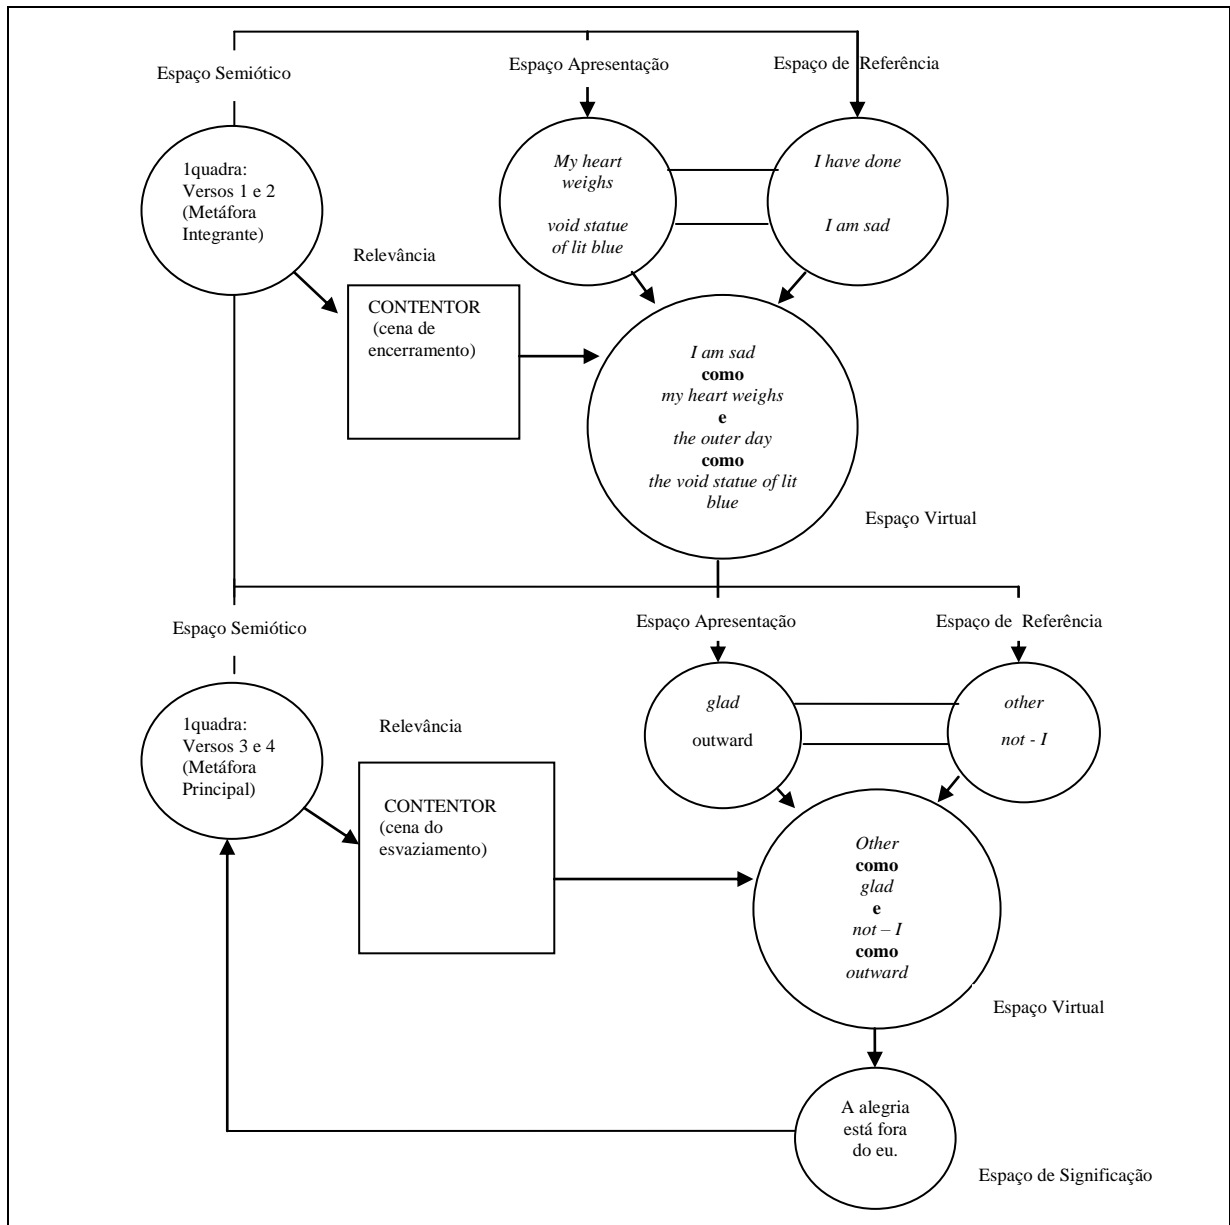 Espaço Semiótico
Espaço Apresentação
Espaço de Referência
1quadra:
Versos 1 e 2
(Metáfora
Integrante)
My heart
weighs
void statue
of lit blue
I have done
I am sad
Relevância
CONTENTOR
(cena de
encerramento)
I am sad
como
my heart weighs
e
the outer day
como
the void statue of lit
blue
Espaço Virtual
Espaço Semiótico
Espaço Apresentação
Espaço de Referência
1quadra:
Versos 3 e 4
(Metáfora
Principal)
glad
outward
other
not - I
Relevância
CONTENTOR
(cena do
esvaziamento)
Other
como
glad
e
not – I
como
outward
Espaço Virtual
A alegria
está fora
do eu.
Espaço de Significação